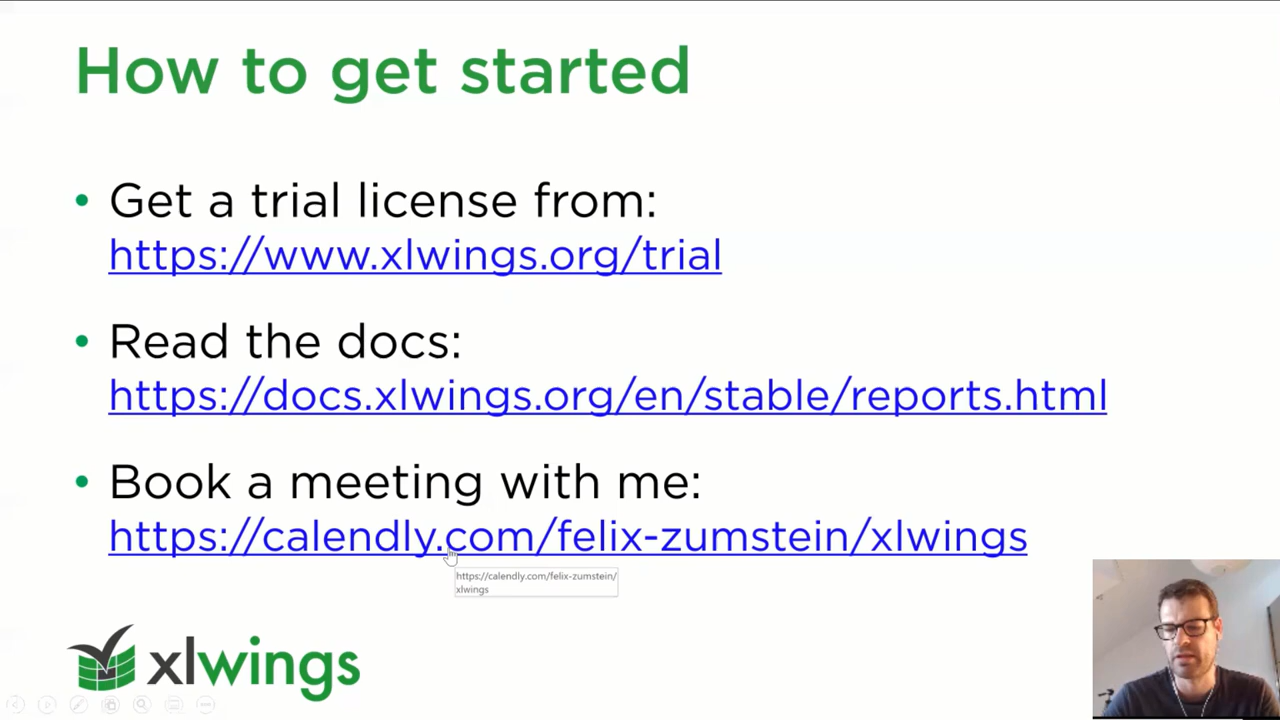 How to get started
• Get a trial license from:
https://www.xlwings.org/trial
• Read the docs:
https://docs.xlwings.org/en/stable/reports.html
• Book a meeting with me:
https://calendly.com/felix-zumstein/xlwings
https://calendly.com/felix-zumstein/
xlwings
xlwings